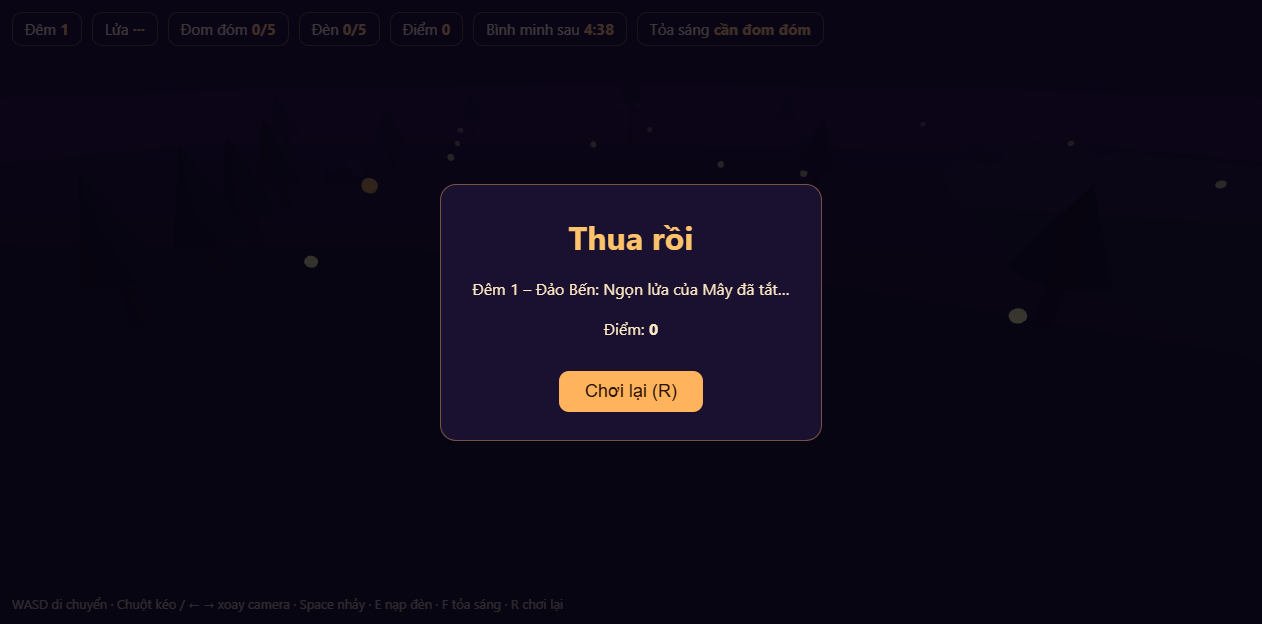 Đêm 1 Lửa --- Đom đóm 0/5 Đèn 0/5 Điểm 0 Bình minh sau 4:38 Tỏa sáng cần đom đóm
Thua rồi
Đêm 1 – Đảo Bến: Ngọn lửa của Mây đã tắt...
Điểm: 0
Chơi lại (R)
WASD di chuyển · Chuột kéo / ← → xoay camera · Space nhảy · E nạp đèn · F tỏa sáng · R chơi lại